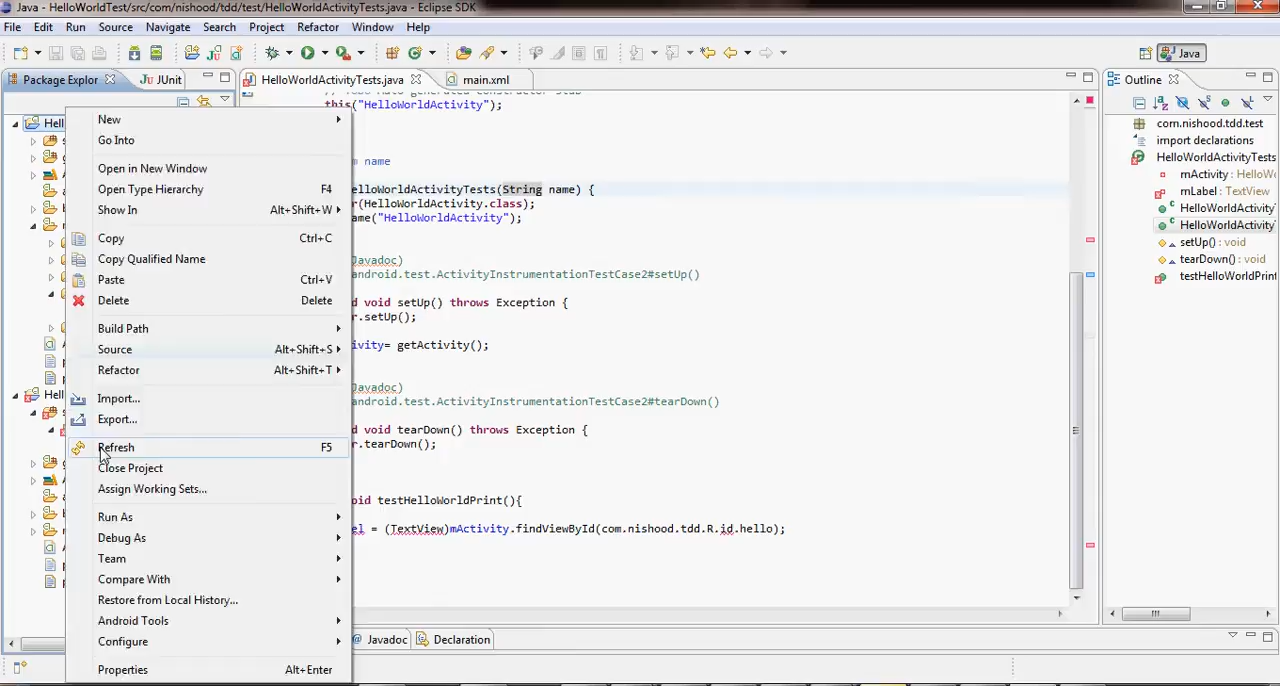 Java - HelloWorldTest/src/com/nishood/tdd/test/HelloWorldActivityTests.java - Eclipse SDK
File Edit Run Source Navigate Search Project Refactor Window Help
Java
Package Explor JUnit HelloWorldActivityTests.java main.xml Outline
this("HelloWorldActivity");
m name
elloWorldActivityTests(String name) {
r(HelloWorldActivity.class);
ame("HelloWorldActivity");
Javadoc)
android.test.ActivityInstrumentationTestCase2#setUp()
d void setUp() throws Exception {
r.setUp();
ivity= getActivity();
Javadoc)
android.test.ActivityInstrumentationTestCase2#tearDown()
d void tearDown() throws Exception {
r.tearDown();
oid testHelloWorldPrint(){
el = (TextView)mActivity.findViewById(com.nishood.tdd.R.id.hello);
Hell
Hell
New
Go Into
Open in New Window
Open Type Hierarchy F4
Show In Alt+Shift+W
Copy Ctrl+C
Copy Qualified Name
Paste Ctrl+V
Delete Delete
Build Path
Source Alt+Shift+S
Refactor Alt+Shift+T
Import...
Export...
Refresh F5
Close Project
Assign Working Sets...
Run As
Debug As
Team
Compare With
Restore from Local History...
Android Tools
Configure
Properties Alt+Enter
com.nishood.tdd.test
import declarations
HelloWorldActivityTests
mActivity : HelloWo
mLabel : TextView
HelloWorldActivity
HelloWorldActivity
setUp() : void
tearDown() : void
testHelloWorldPrint
@ Javadoc Declaration